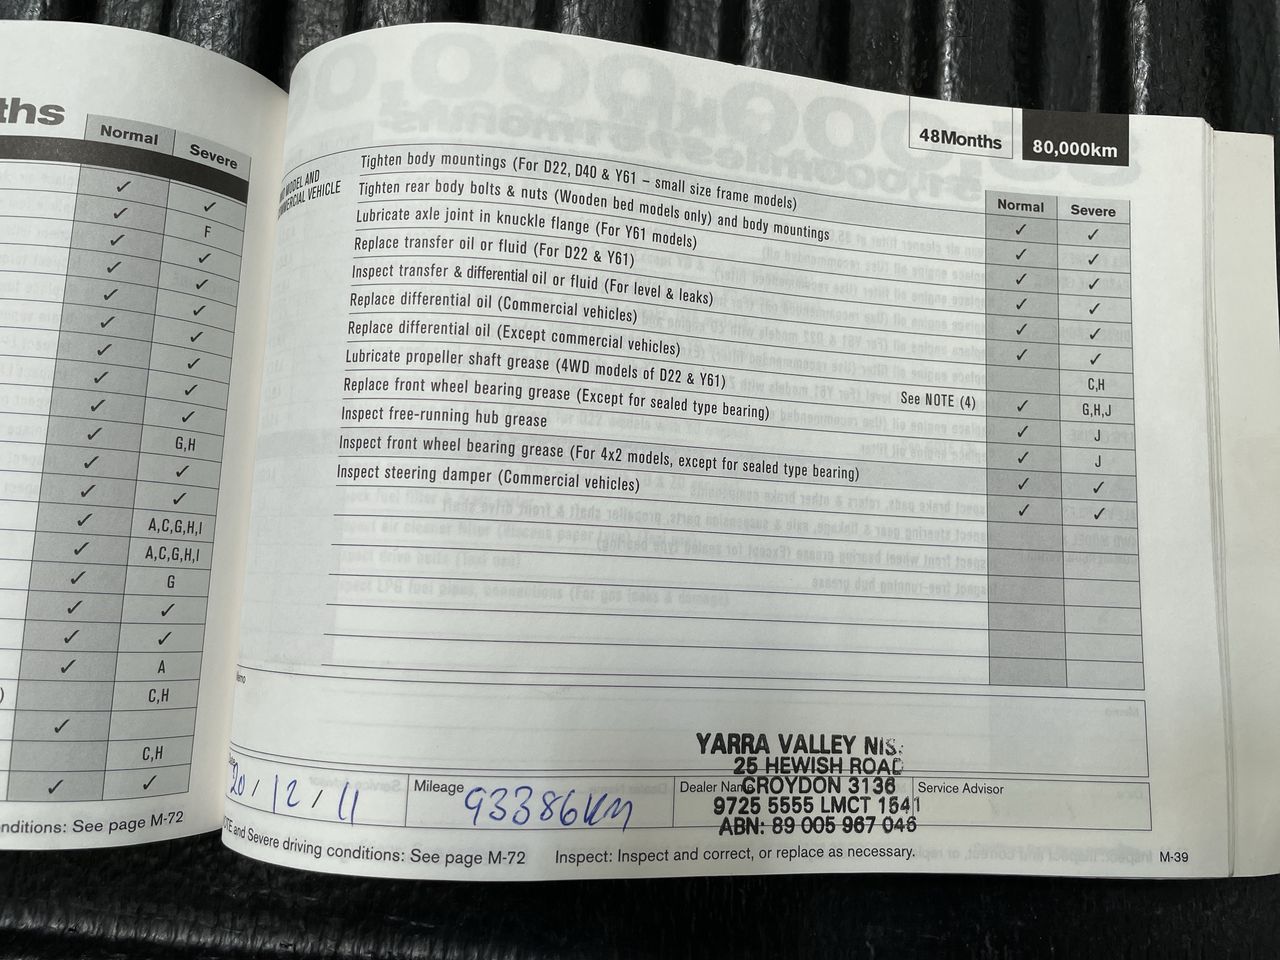 ths
Normal
Severe
✓ ✓
✓ F
✓ ✓
✓ ✓
✓ ✓
✓ ✓
✓ ✓
✓ ✓
✓ ✓
✓ G,H
✓ ✓
✓ ✓
✓ A,C,G,H,I
✓ A,C,G,H,I
✓ G
✓ ✓
✓ ✓
✓ A
) C,H
✓
C,H
✓ ✓
nditions: See page M-72
48Months 80,000km
Normal Severe
MODEL AND
COMMERCIAL VEHICLE
Tighten body mountings (For D22, D40 & Y61 – small size frame models) ✓ ✓
Tighten rear body bolts & nuts (Wooden bed models only) and body mountings ✓ ✓
Lubricate axle joint in knuckle flange (For Y61 models) ✓ ✓
Replace transfer oil or fluid (For D22 & Y61) ✓ ✓
Inspect transfer & differential oil or fluid (For level & leaks) ✓ ✓
Replace differential oil (Commercial vehicles) ✓ ✓
Replace differential oil (Except commercial vehicles) C,H
Lubricate propeller shaft grease (4WD models of D22 & Y61) See NOTE (4) ✓ G,H,J
Replace front wheel bearing grease (Except for sealed type bearing) ✓ J
Inspect free-running hub grease ✓ J
Inspect front wheel bearing grease (For 4x2 models, except for sealed type bearing) ✓ ✓
Inspect steering damper (Commercial vehicles) ✓ ✓
YARRA VALLEY NIS
25 HEWISH ROAD
CROYDON 3136
9725 5555 LMCT 1541
ABN: 89 005 967 046
20/12/11
Mileage 93386KM
Dealer Name
Service Advisor
and Severe driving conditions: See page M-72 Inspect: Inspect and correct, or replace as necessary.
M-39